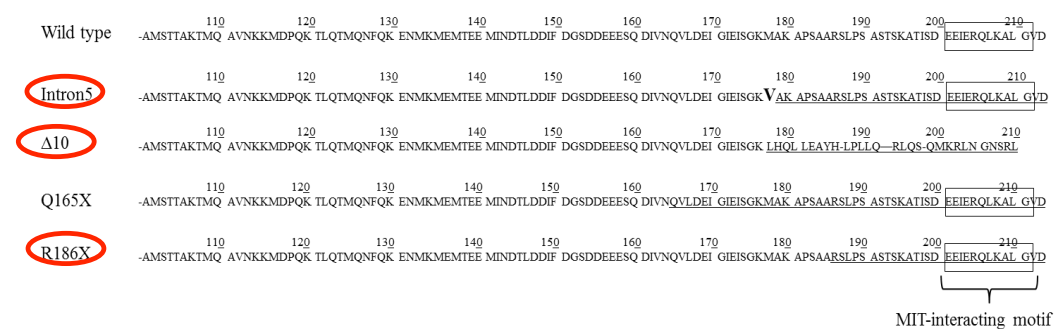 110 120 130 140 150 160 170 180 190 200 210
Wild type -AMSTTAKTMQ AVNKKMDPQK TLQTMQNFQK ENMKMEMTEE MINDTLDDIF DGSDDEEESQ DIVNQVLDEI GIEISGKMAK APSAARSLPS ASTSKATISD EEIERQLKAL GVD
110 120 130 140 150 160 170 180 190 200 210
Intron5 -AMSTTAKTMQ AVNKKMDPQK TLQTMQNFQK ENMKMEMTEE MINDTLDDIF DGSDDEEESQ DIVNQVLDEI GIEISGKVAK APSAARSLPS ASTSKATISD EEIERQLKAL GVD
110 120 130 140 150 160 170 180 190 200 210
Δ10 -AMSTTAKTMQ AVNKKMDPQK TLQTMQNFQK ENMKMEMTEE MINDTLDDIF DGSDDEEESQ DIVNQVLDEI GIEISGK LHQL LEAYH-LPLLQ—RLQS-QMKRLN GNSRL
110 120 130 140 150 160 170 180 190 200 210
Q165X -AMSTTAKTMQ AVNKKMDPQK TLQTMQNFQK ENMKMEMTEE MINDTLDDIF DGSDDEEESQ DIVNQVLDEI GIEISGKMAK APSAARSLPS ASTSKATISD EEIERQLKAL GVD
110 120 130 140 150 160 170 180 190 200 210
R186X -AMSTTAKTMQ AVNKKMDPQK TLQTMQNFQK ENMKMEMTEE MINDTLDDIF DGSDDEEESQ DIVNQVLDEI GIEISGKMAK APSAARSLPS ASTSKATISD EEIERQLKAL GVD
MIT-interacting motif